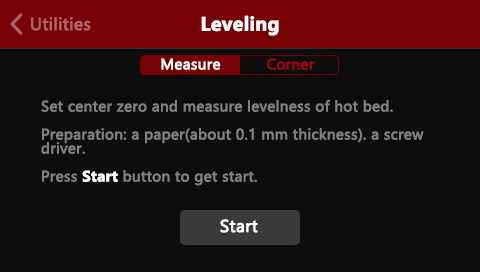 Utilities
Leveling
Measure
Corner
Set center zero and measure levelness of hot bed.
Preparation: a paper(about 0.1 mm thickness). a screw
driver.
Press Start button to get start.
Start